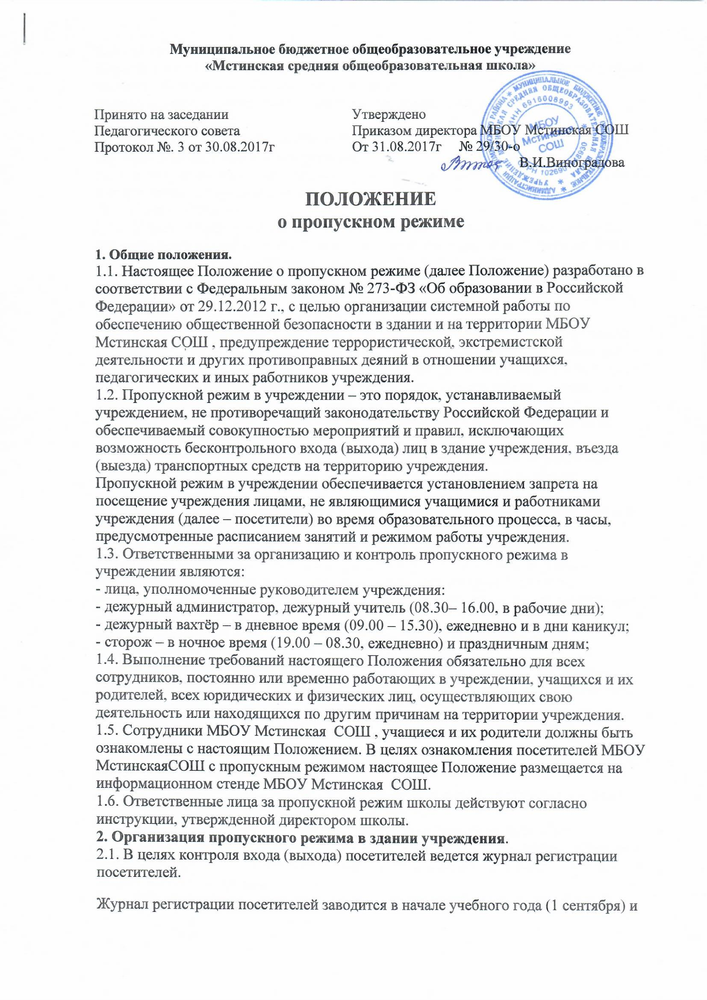 Муниципальное бюджетное общеобразовательное учреждение
«Мстинская средняя общеобразовательная школа»
Принято на заседании
Педагогического совета
Протокол №. 3 от 30.08.2017г
Утверждено
Приказом директора МБОУ Мстинская СОШ
От 31.08.2017г № 29/30-о
В.И.Виноградова
МУНИЦИПАЛЬНОЕ БЮДЖЕТНОЕ ОБЩЕОБРАЗОВАТЕЛЬНОЕ УЧРЕЖДЕНИЕ
СРЕДНЯЯ ОБЩЕОБРАЗОВАТЕЛЬНАЯ ШКОЛА
ИНН 6916008993
МБОУ
Мстинская
СОШ
ПОЛОЖЕНИЕ
о пропускном режиме
1. Общие положения.
1.1. Настоящее Положение о пропускном режиме (далее Положение) разработано в
соответствии с Федеральным законом № 273-ФЗ «Об образовании в Российской
Федерации» от 29.12.2012 г., с целью организации системной работы по
обеспечению общественной безопасности в здании и на территории МБОУ
Мстинская СОШ , предупреждение террористической, экстремистской
деятельности и других противоправных деяний в отношении учащихся,
педагогических и иных работников учреждения.
1.2. Пропускной режим в учреждении – это порядок, устанавливаемый
учреждением, не противоречащий законодательству Российской Федерации и
обеспечиваемый совокупностью мероприятий и правил, исключающих
возможность бесконтрольного входа (выхода) лиц в здание учреждения, въезда
(выезда) транспортных средств на территорию учреждения.
Пропускной режим в учреждении обеспечивается установлением запрета на
посещение учреждения лицами, не являющимися учащимися и работниками
учреждения (далее – посетители) во время образовательного процесса, в часы,
предусмотренные расписанием занятий и режимом работы учреждения.
1.3. Ответственными за организацию и контроль пропускного режима в
учреждении являются:
- лица, уполномоченные руководителем учреждения:
- дежурный администратор, дежурный учитель (08.30– 16.00, в рабочие дни);
- дежурный вахтёр – в дневное время (09.00 – 15.30), ежедневно и в дни каникул;
- сторож – в ночное время (19.00 – 08.30, ежедневно) и праздничным дням;
1.4. Выполнение требований настоящего Положения обязательно для всех
сотрудников, постоянно или временно работающих в учреждении, учащихся и их
родителей, всех юридических и физических лиц, осуществляющих свою
деятельность или находящихся по другим причинам на территории учреждения.
1.5. Сотрудники МБОУ Мстинская СОШ , учащиеся и их родители должны быть
ознакомлены с настоящим Положением. В целях ознакомления посетителей МБОУ
МстинскаяСОШ с пропускным режимом настоящее Положение размещается на
информационном стенде МБОУ Мстинская СОШ.
1.6. Ответственные лица за пропускной режим школы действуют согласно
инструкции, утвержденной директором школы.
2. Организация пропускного режима в здании учреждения.
2.1. В целях контроля входа (выхода) посетителей ведется журнал регистрации
посетителей.
Журнал регистрации посетителей заводится в начале учебного года (1 сентября) и